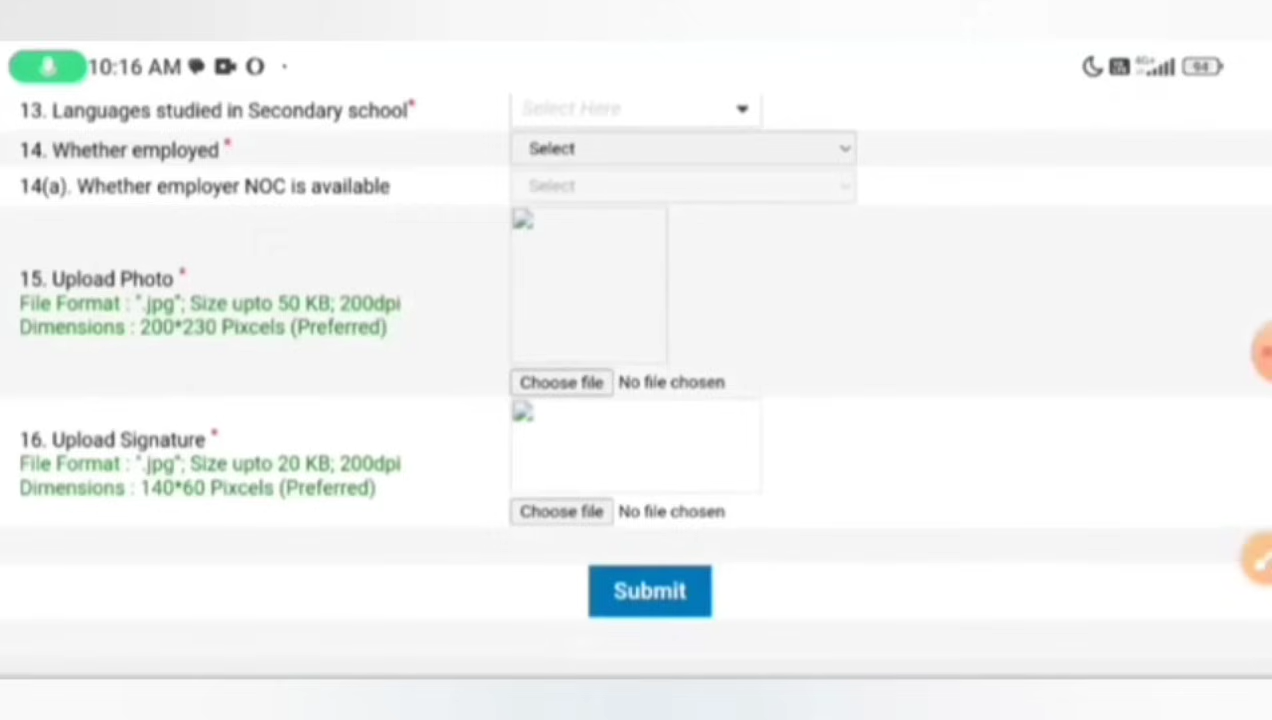 10:16 AM
94
13. Languages studied in Secondary school*
Select Here
14. Whether employed *
Select
14(a). Whether employer NOC is available
Select
15. Upload Photo *
File Format : ".jpg"; Size upto 50 KB; 200dpi
Dimensions : 200*230 Pixcels (Preferred)
Choose file No file chosen
16. Upload Signature *
File Format : ".jpg"; Size upto 20 KB; 200dpi
Dimensions : 140*60 Pixcels (Preferred)
Choose file No file chosen
Submit